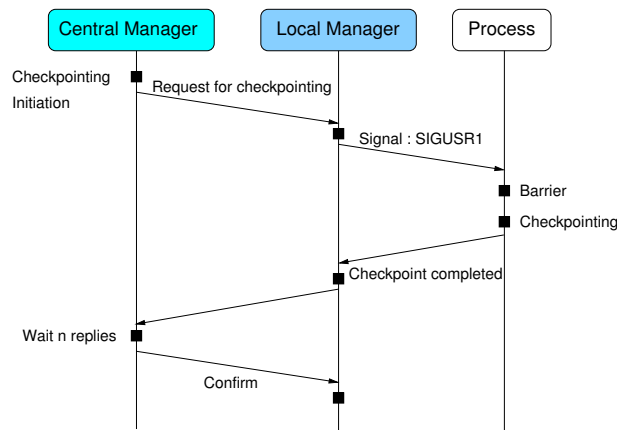 Central Manager
Local Manager
Process
Checkpointing
Initiation
Request for checkpointing
Signal : SIGUSR1
Barrier
Checkpointing
Checkpoint completed
Wait n replies
Confirm